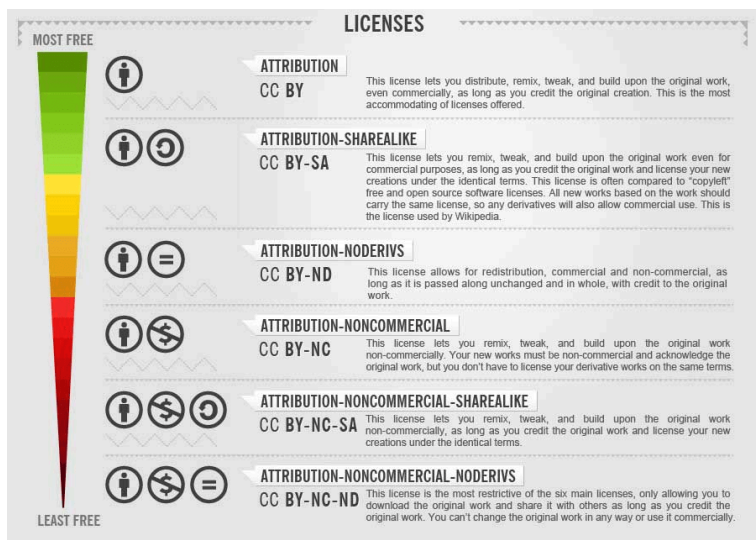 LICENSES
MOST FREE
ATTRIBUTION
CC BY
This license lets you distribute, remix, tweak, and build upon the original work,
even commercially, as long as you credit the original creation. This is the most
accommodating of licenses offered.
ATTRIBUTION-SHAREALIKE
CC BY-SA
This license lets you remix, tweak, and build upon the original work even for
commercial purposes, as long as you credit the original work and license your new
creations under the identical terms. This license is often compared to “copyleft”
free and open source software licenses. All new works based on the work should
carry the same license, so any derivatives will also allow commercial use. This is
the license used by Wikipedia.
ATTRIBUTION-NODERIVS
CC BY-ND
This license allows for redistribution, commercial and non-commercial, as
long as it is passed along unchanged and in whole, with credit to the original
work.
ATTRIBUTION-NONCOMMERCIAL
CC BY-NC
This license lets you remix, tweak, and build upon the original work
non-commercially. Your new works must be non-commercial and acknowledge the
original work, but you don’t have to license your derivative works on the same terms.
ATTRIBUTION-NONCOMMERCIAL-SHAREALIKE
CC BY-NC-SA
This license lets you remix, tweak, and build upon the original work
non-commercially, as long as you credit the original work and license your new
creations under the identical terms.
ATTRIBUTION-NONCOMMERCIAL-NODERIVS
CC BY-NC-ND
This license is the most restrictive of the six main licenses, only allowing you to
download the original work and share it with others as long as you credit the
original work. You can’t change the original work in any way or use it commercially.
LEAST FREE